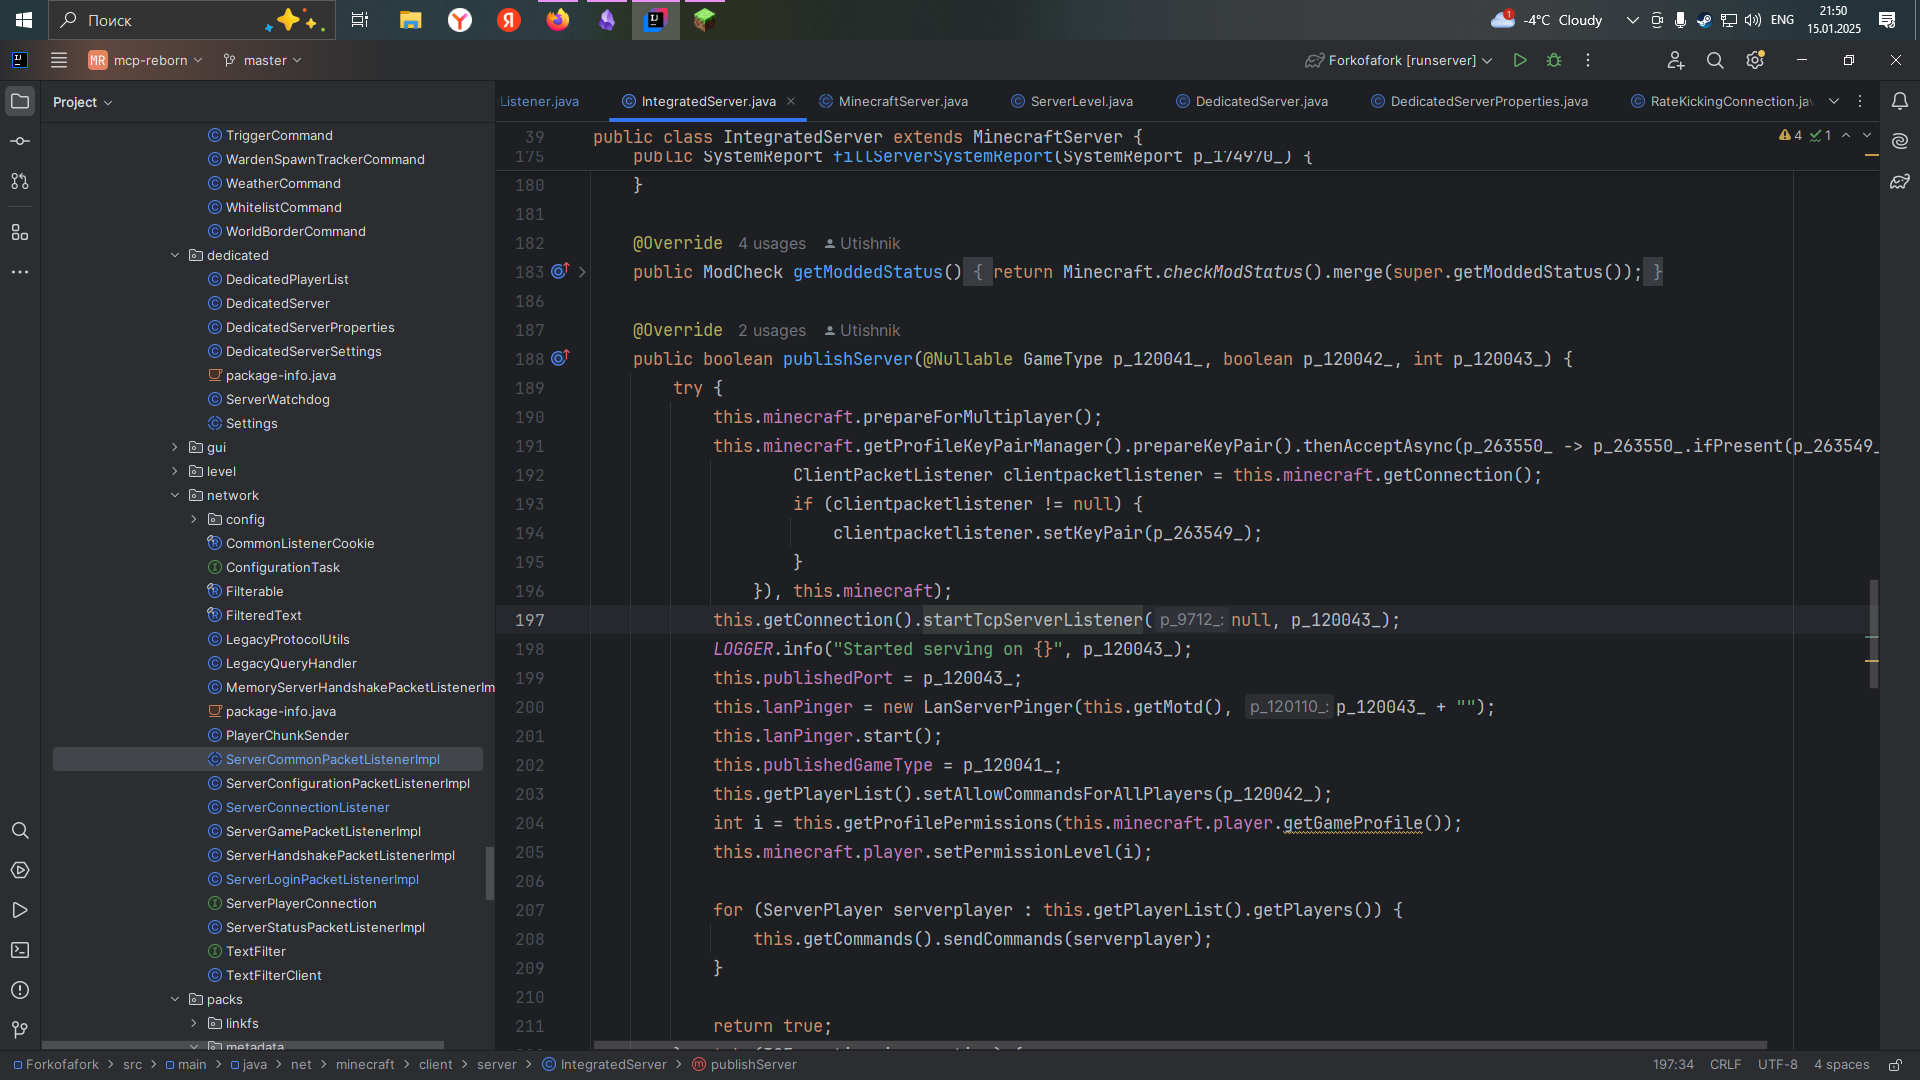 Поиск
1
-4°C Cloudy
ENG
21:50
15.01.2025
MR mcp-reborn
master
Forkofafork [runserver]
Project
Listener.java
IntegratedServer.java
MinecraftServer.java
ServerLevel.java
DedicatedServer.java
DedicatedServerProperties.java
RateKickingConnection.jav
TriggerCommand
WardenSpawnTrackerCommand
WeatherCommand
WhitelistCommand
WorldBorderCommand
dedicated
DedicatedPlayerList
DedicatedServer
DedicatedServerProperties
DedicatedServerSettings
package-info.java
ServerWatchdog
Settings
gui
level
network
config
CommonListenerCookie
ConfigurationTask
Filterable
FilteredText
LegacyProtocolUtils
LegacyQueryHandler
MemoryServerHandshakePacketListenerIm
package-info.java
PlayerChunkSender
ServerCommonPacketListenerImpl
ServerConfigurationPacketListenerImpl
ServerConnectionListener
ServerGamePacketListenerImpl
ServerHandshakePacketListenerImpl
ServerLoginPacketListenerImpl
ServerPlayerConnection
ServerStatusPacketListenerImpl
TextFilter
TextFilterClient
packs
linkfs
metadata
39 public class IntegratedServer extends MinecraftServer {
4 1
175 public SystemReport fillServerSystemReport(SystemReport p_174970_) {
180 }
181
182 @Override 4 usages Utishnik
183 public ModCheck getModdedStatus() { return Minecraft.checkModStatus().merge(super.getModdedStatus()); }
186
187 @Override 2 usages Utishnik
188 public boolean publishServer(@Nullable GameType p_120041_, boolean p_120042_, int p_120043_) {
189 try {
190 this.minecraft.prepareForMultiplayer();
191 this.minecraft.getProfileKeyPairManager().prepareKeyPair().thenAcceptAsync(p_263550_ -> p_263550_.ifPresent(p_263549_
192 ClientPacketListener clientpacketlistener = this.minecraft.getConnection();
193 if (clientpacketlistener != null) {
194 clientpacketlistener.setKeyPair(p_263549_);
195 }
196 }), this.minecraft);
197 this.getConnection().startTcpServerListener( p_9712_: null, p_120043_);
198 LOGGER.info("Started serving on {}", p_120043_);
199 this.publishedPort = p_120043_;
200 this.lanPinger = new LanServerPinger(this.getMotd(), p_120110_: p_120043_ + "");
201 this.lanPinger.start();
202 this.publishedGameType = p_120041_;
203 this.getPlayerList().setAllowCommandsForAllPlayers(p_120042_);
204 int i = this.getProfilePermissions(this.minecraft.player.getGameProfile());
205 this.minecraft.player.setPermissionLevel(i);
206
207 for (ServerPlayer serverplayer : this.getPlayerList().getPlayers()) {
208 this.getCommands().sendCommands(serverplayer);
209 }
210
211 return true;
Forkofafork > src > main > java > net > minecraft > client > server > IntegratedServer > publishServer
197:34 CRLF UTF-8 4 spaces